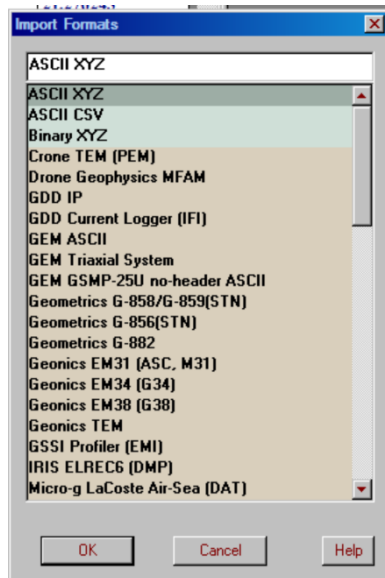 Import Formats
ASCII XYZ
ASCII XYZ
ASCII CSV
Binary XYZ
Crone TEM (PEM)
Drone Geophysics MFAM
GDD IP
GDD Current Logger (IFI)
GEM ASCII
GEM Triaxial System
GEM GSMP-25U no-header ASCII
Geometrics G-858/G-859(STN)
Geometrics G-856(STN)
Geometrics G-882
Geonics EM31 (ASC, M31)
Geonics EM34 (G34)
Geonics EM38 (G38)
Geonics TEM
GSSI Profiler (EMI)
IRIS ELREC6 (DMP)
Micro-g LaCoste Air-Sea (DAT)
OK Cancel Help